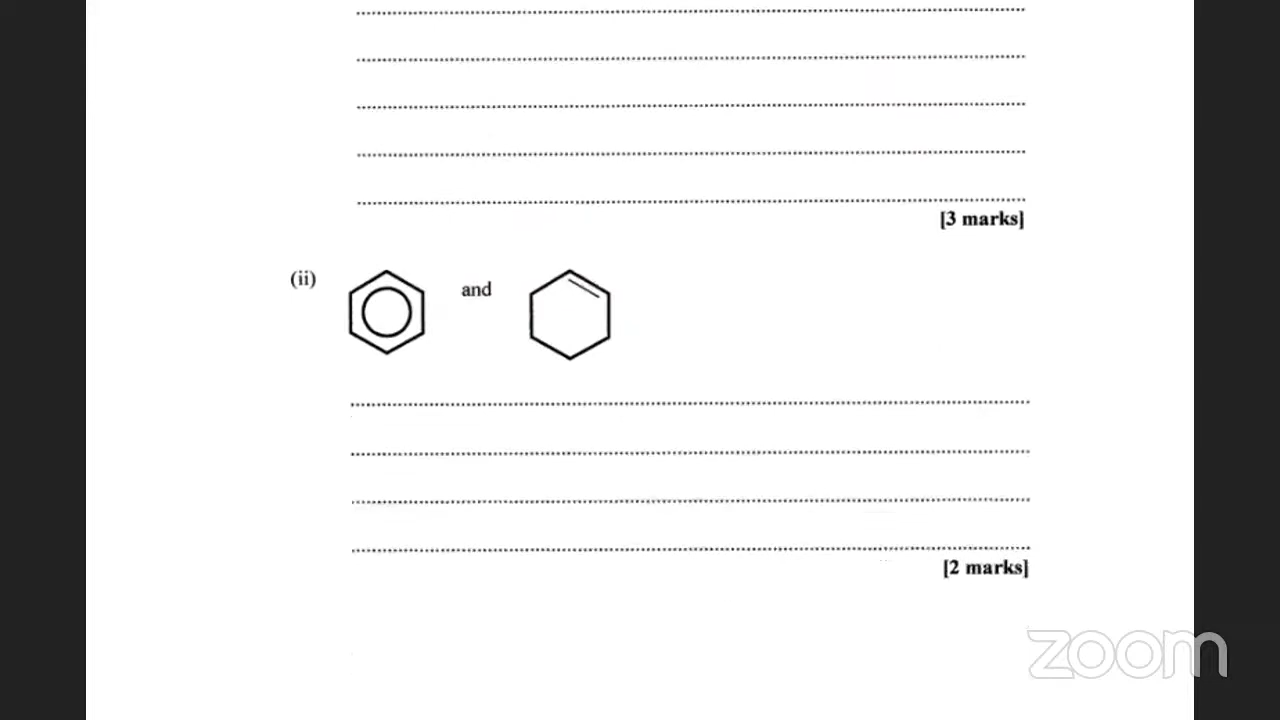 [3 marks]
(ii) and
[2 marks]
zoom